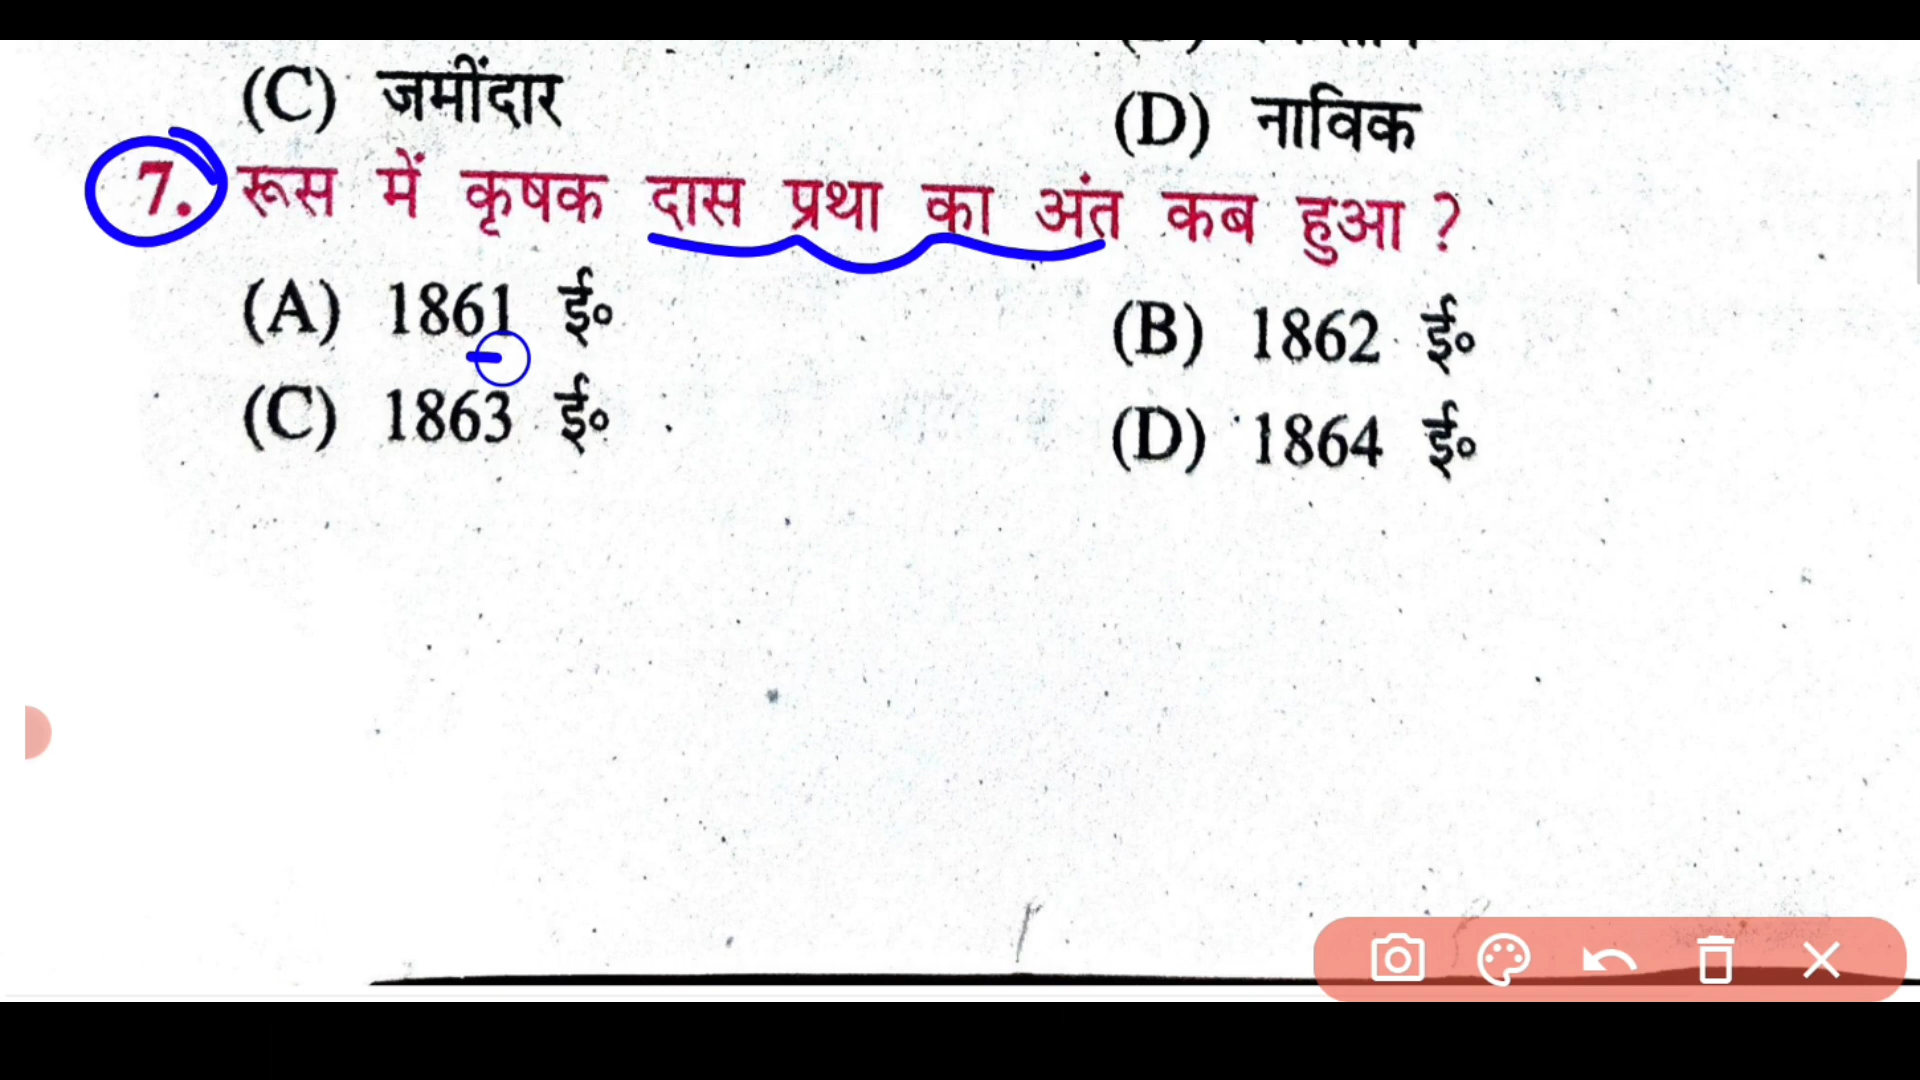 (C) जमींदार
(D) नाविक
7. रूस में कृषक दास प्रथा का अंत कब हुआ ?
(A) 1861 ई०
(B) 1862 ई०
(C) 1863 ई०
(D) 1864 ई०